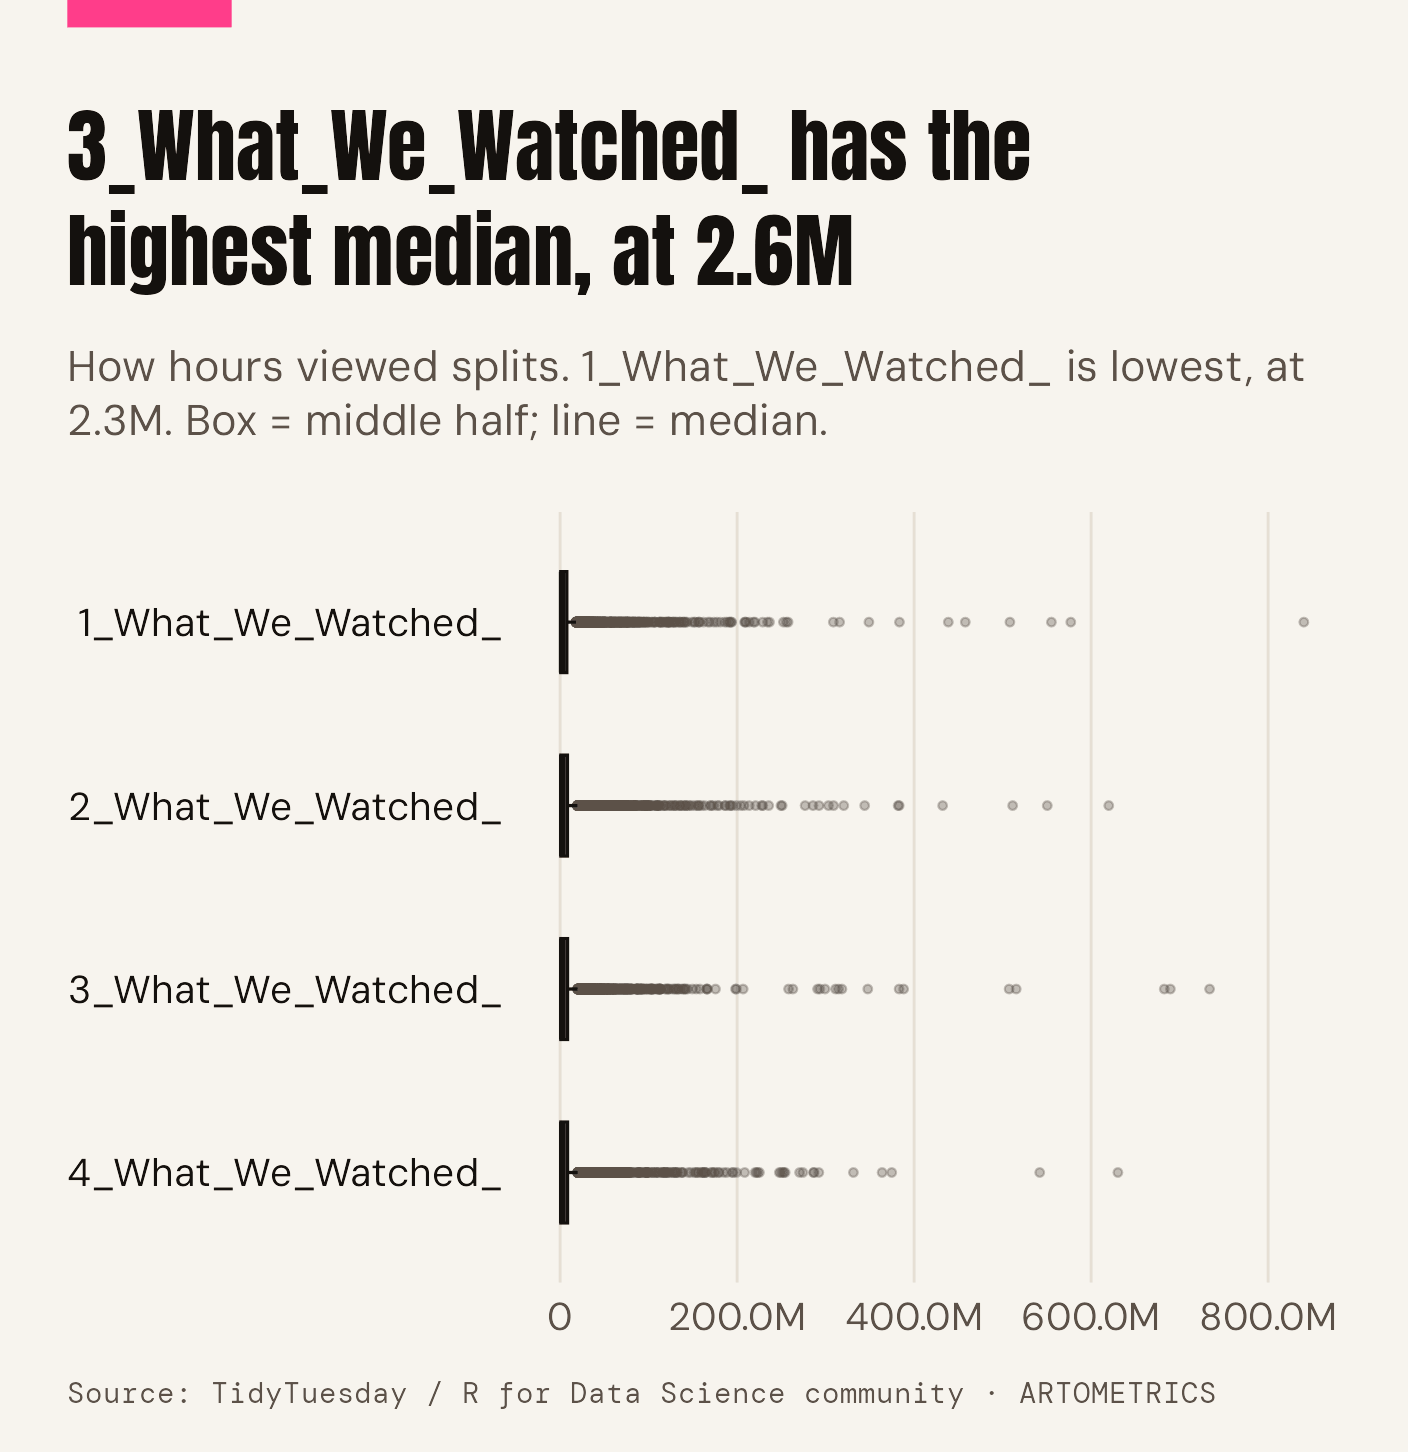 3_What_We_Watched_ has the
highest median, at 2.6M
How hours viewed splits. 1_What_We_Watched_ is lowest, at
2.3M. Box = middle half; line = median.
1_What_We_Watched_
2_What_We_Watched_
3_What_We_Watched_
4_What_We_Watched_
0 200.0M 400.0M 600.0M 800.0M
Source: TidyTuesday / R for Data Science community · ARTOMETRICS